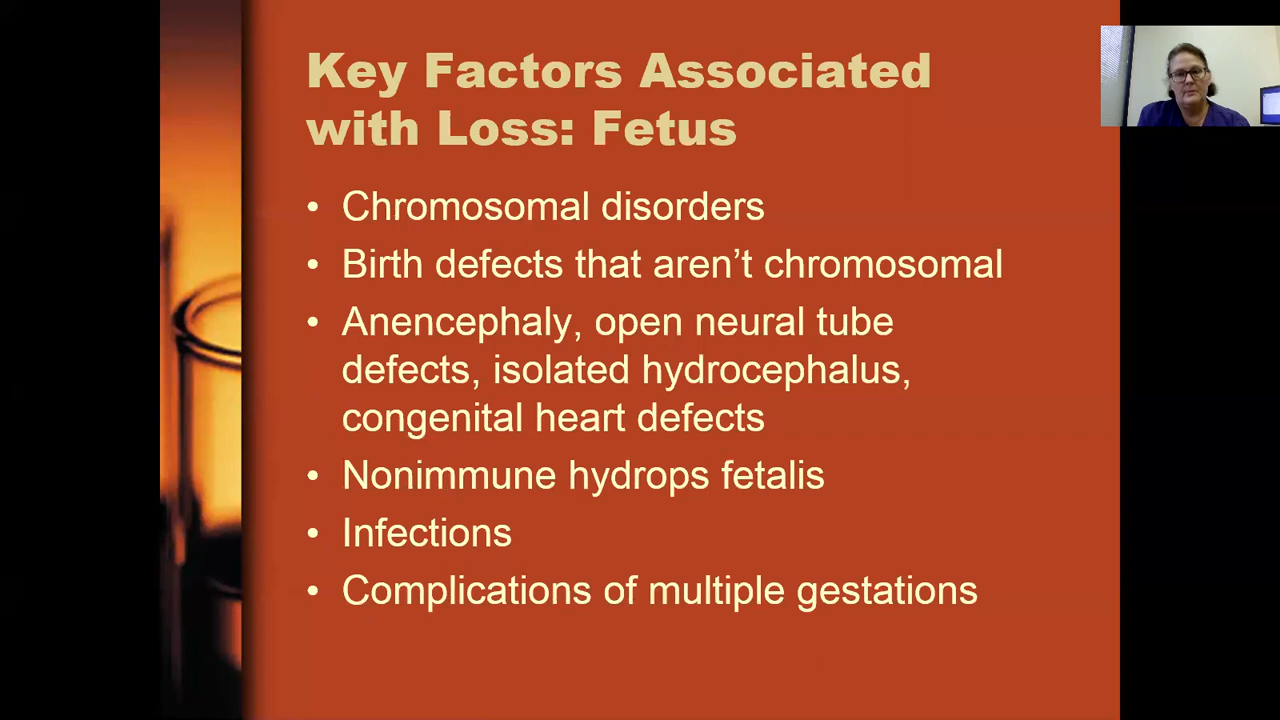 Key Factors Associated
with Loss: Fetus
• Chromosomal disorders
• Birth defects that aren’t chromosomal
• Anencephaly, open neural tube
defects, isolated hydrocephalus,
congenital heart defects
• Nonimmune hydrops fetalis
• Infections
• Complications of multiple gestations